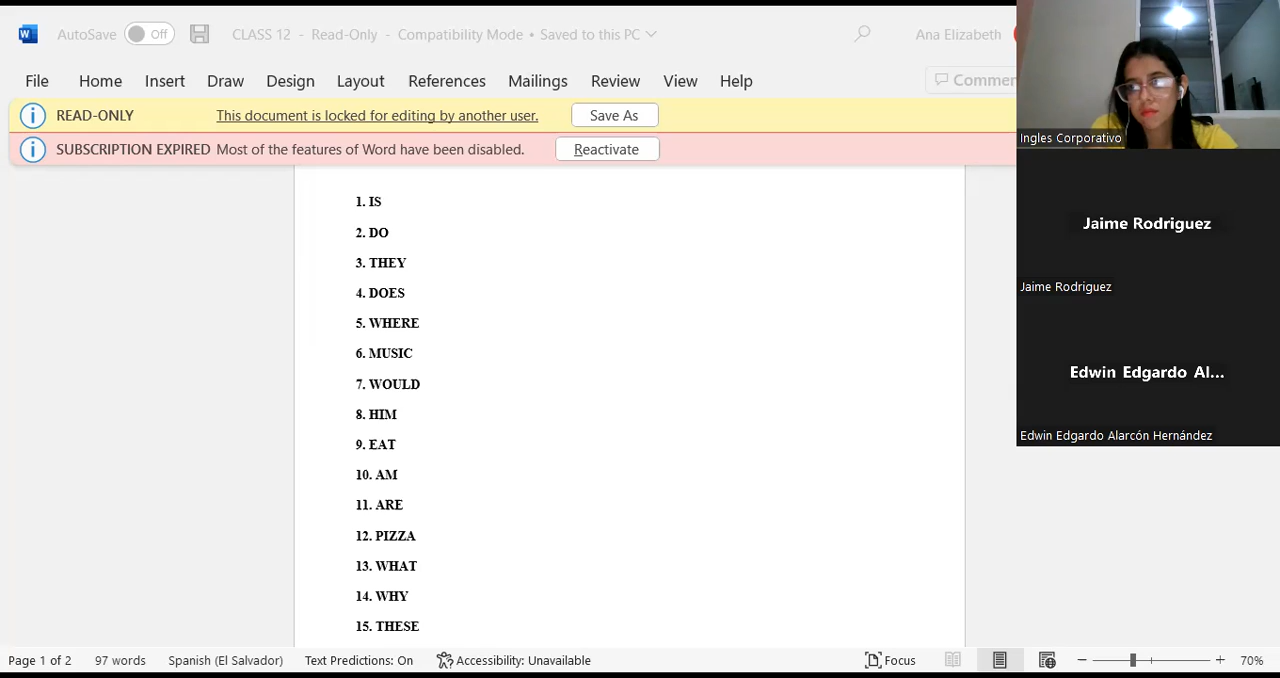 AutoSave Off CLASS 12 - Read-Only - Compatibility Mode • Saved to this PC Ana Elizabeth
File Home Insert Draw Design Layout References Mailings Review View Help
READ-ONLY This document is locked for editing by another user. Save As
SUBSCRIPTION EXPIRED Most of the features of Word have been disabled. Reactivate
1. IS
2. DO
3. THEY
4. DOES
5. WHERE
6. MUSIC
7. WOULD
8. HIM
9. EAT
10. AM
11. ARE
12. PIZZA
13. WHAT
14. WHY
15. THESE
Page 1 of 2 97 words Spanish (El Salvador) Text Predictions: On Accessibility: Unavailable Focus 70%
Ingles Corporativo
Jaime Rodriguez
Jaime Rodriguez
Edwin Edgardo Al...
Edwin Edgardo Alarcón Hernández